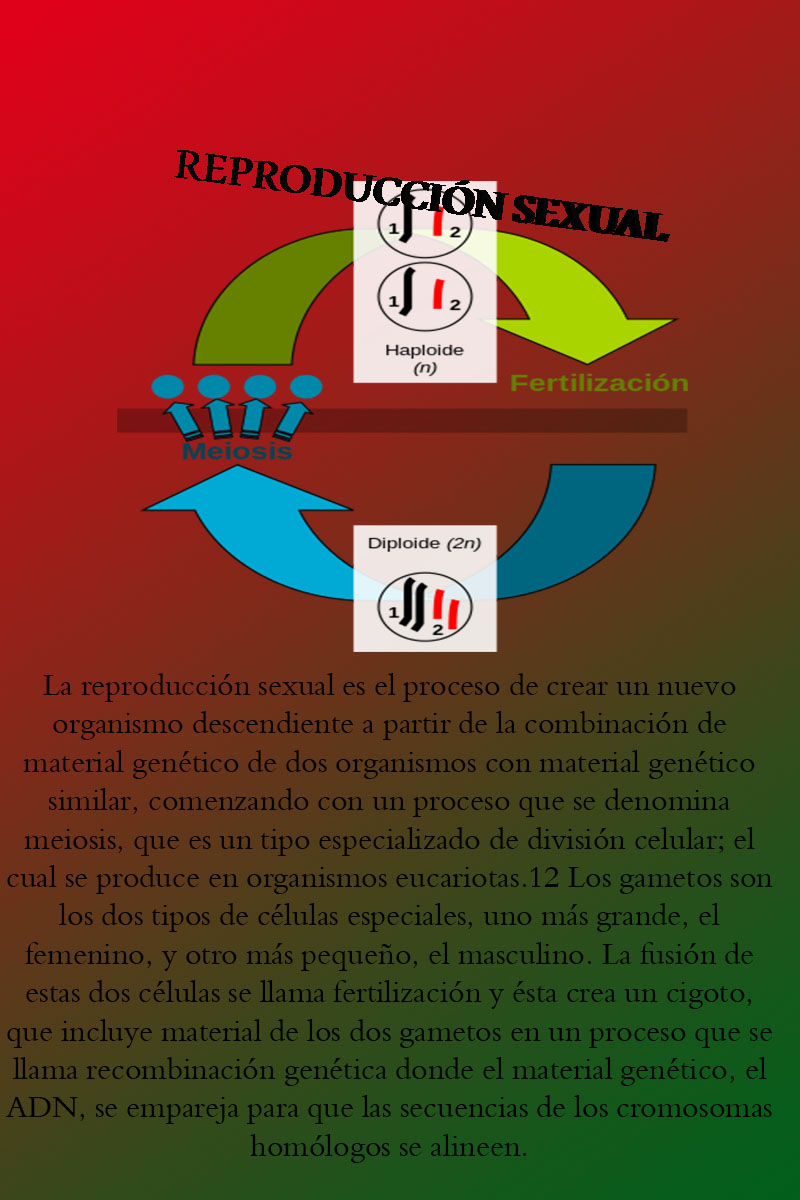 REPRODUCCIÓN SEXUAL
1 2
1 2
Haploide
(n)
Fertilización
Meiosis
Diploide (2n)
1
2
La reproducción sexual es el proceso de crear un nuevo
organismo descendiente a partir de la combinación de
material genético de dos organismos con material genético
similar, comenzando con un proceso que se denomina
meiosis, que es un tipo especializado de división celular; el
cual se produce en organismos eucariotas.12 Los gametos son
los dos tipos de células especiales, uno más grande, el
femenino, y otro más pequeño, el masculino. La fusión de
estas dos células se llama fertilización y ésta crea un cigoto,
que incluye material de los dos gametos en un proceso que se
llama recombinación genética donde el material genético, el
ADN, se empareja para que las secuencias de los cromosomas
homólogos se alineen.